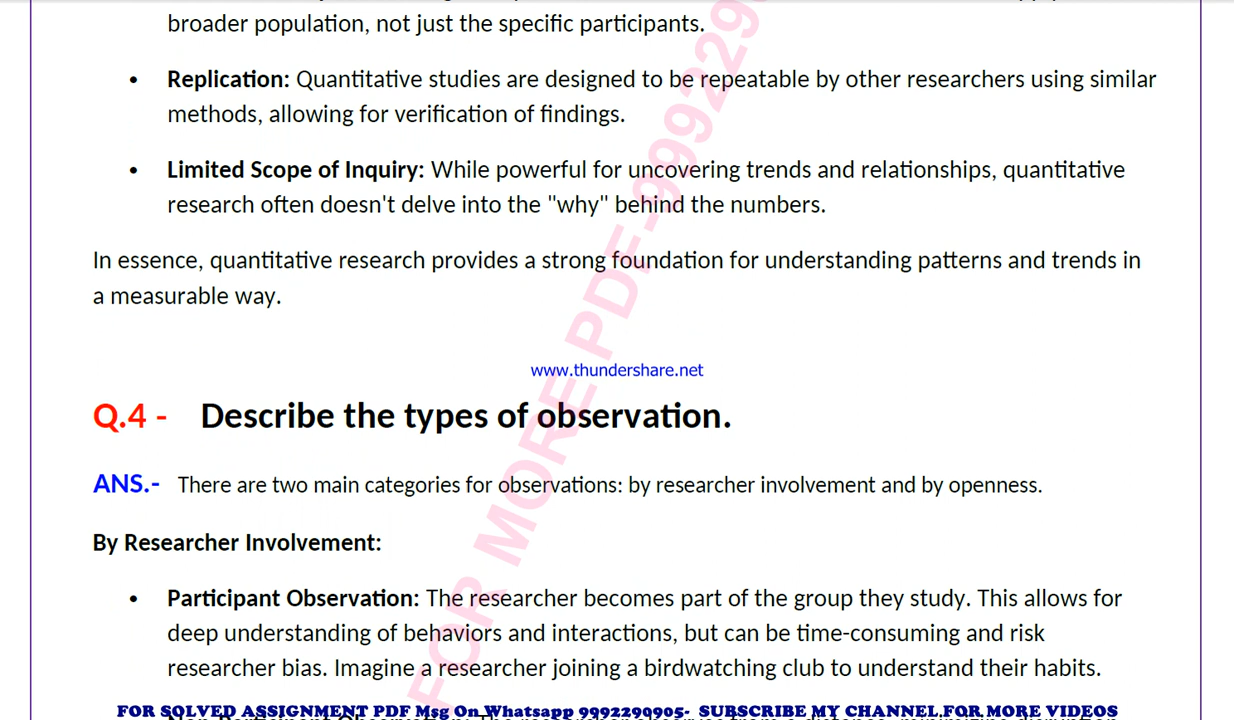 broader population, not just the specific participants.
• Replication: Quantitative studies are designed to be repeatable by other researchers using similar
methods, allowing for verification of findings.
• Limited Scope of Inquiry: While powerful for uncovering trends and relationships, quantitative
research often doesn't delve into the "why" behind the numbers.
In essence, quantitative research provides a strong foundation for understanding patterns and trends in
a measurable way.
www.thundershare.net
Q.4 - Describe the types of observation.
ANS.- There are two main categories for observations: by researcher involvement and by openness.
By Researcher Involvement:
• Participant Observation: The researcher becomes part of the group they study. This allows for
deep understanding of behaviors and interactions, but can be time-consuming and risk
researcher bias. Imagine a researcher joining a birdwatching club to understand their habits.
FOR SOLVED ASSIGNMENT PDF Msg On Whatsapp 9992290905- SUBSCRIBE MY CHANNEL FOR MORE VIDEOS
FOR MORE PDF-9992299